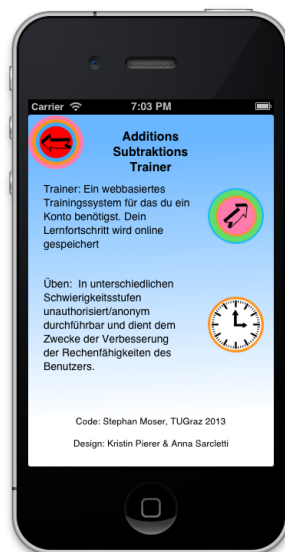 Carrier 7:03 PM
Additions
Subtraktions
Trainer
Trainer: Ein webbasiertes
Trainingssystem für das du ein
Konto benötigst. Dein
Lernfortschritt wird online
gespeichert
Üben: In unterschiedlichen
Schwierigkeitsstufen
unauthorisiert/anonym
durchführbar und dient dem
Zwecke der Verbesserung
der Rechenfähigkeiten des
Benutzers.
Code: Stephan Moser, TUGraz 2013
Design: Kristin Pierer & Anna Sarcletti